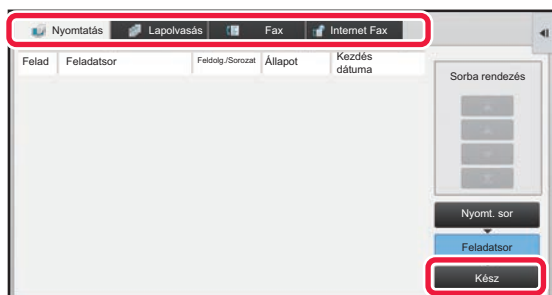 Nyomtatás Lapolvasás Fax Internet Fax
Felad Feladatsor Feldolg./Sorozat Állapot Kezdés
dátuma
Sorba rendezés
Nyomt. sor
Feladatsor
Kész